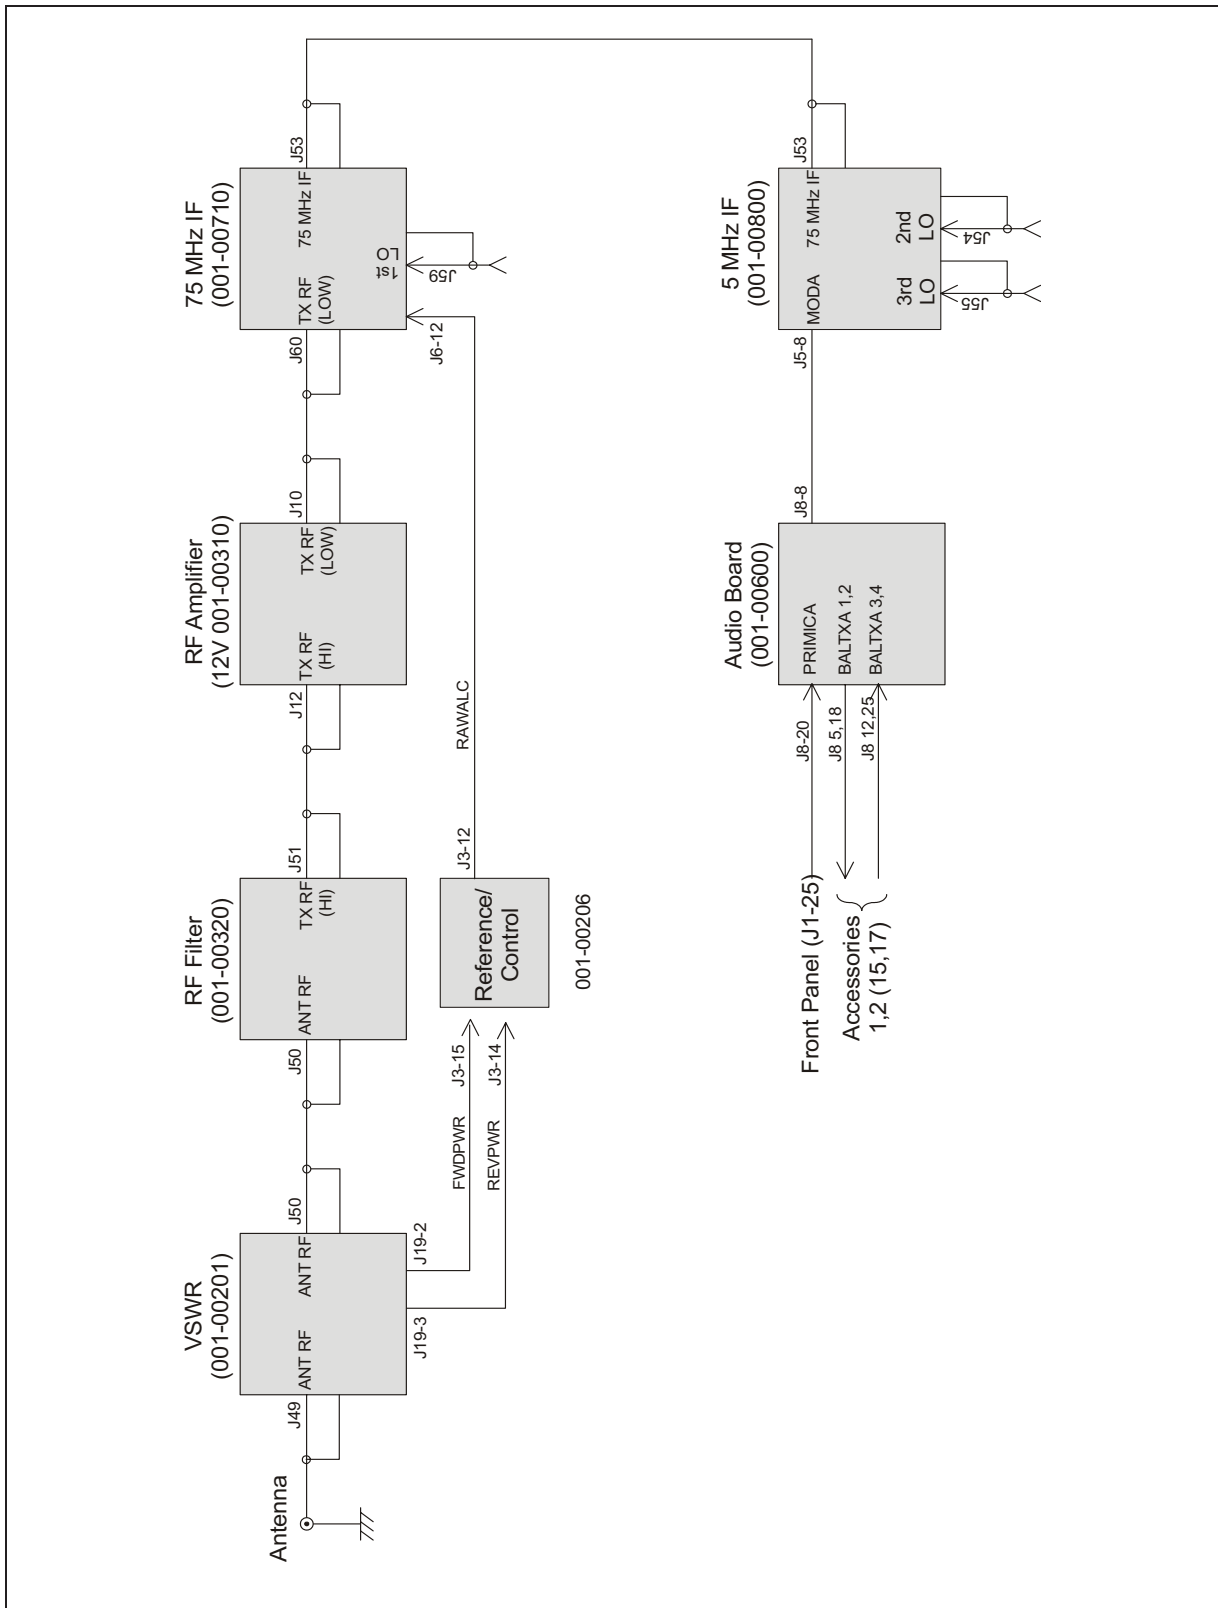 Antenna
J49
VSWR
(001-00201)
ANT RF
ANT RF
J50
J19-3
J19-2
FWDPWR
REVPWR
J3-15
J3-14
J50
RF Filter
(001-00320)
ANT RF
TX RF
(HI)
J51
Reference/
Control
001-00206
J3-12
RAWALC
J12
RF Amplifier
(12V 001-00310)
TX RF
(HI)
TX RF
(LOW)
J10
J60
75 MHz IF
(001-00710)
TX RF
(LOW)
75 MHz IF
J53
J6-12
1st
LO
J59
Front Panel (J1-25)
Accessories
1,2 (15,17)
J8-20
J8 5,18
J8 12,25
Audio Board
(001-00600)
PRIMICA
BALTXA 1,2
BALTXA 3,4
J8-8
J5-8
5 MHz IF
(001-00800)
MODA
75 MHz IF
J53
3rd
LO
2nd
LO
J55
J54